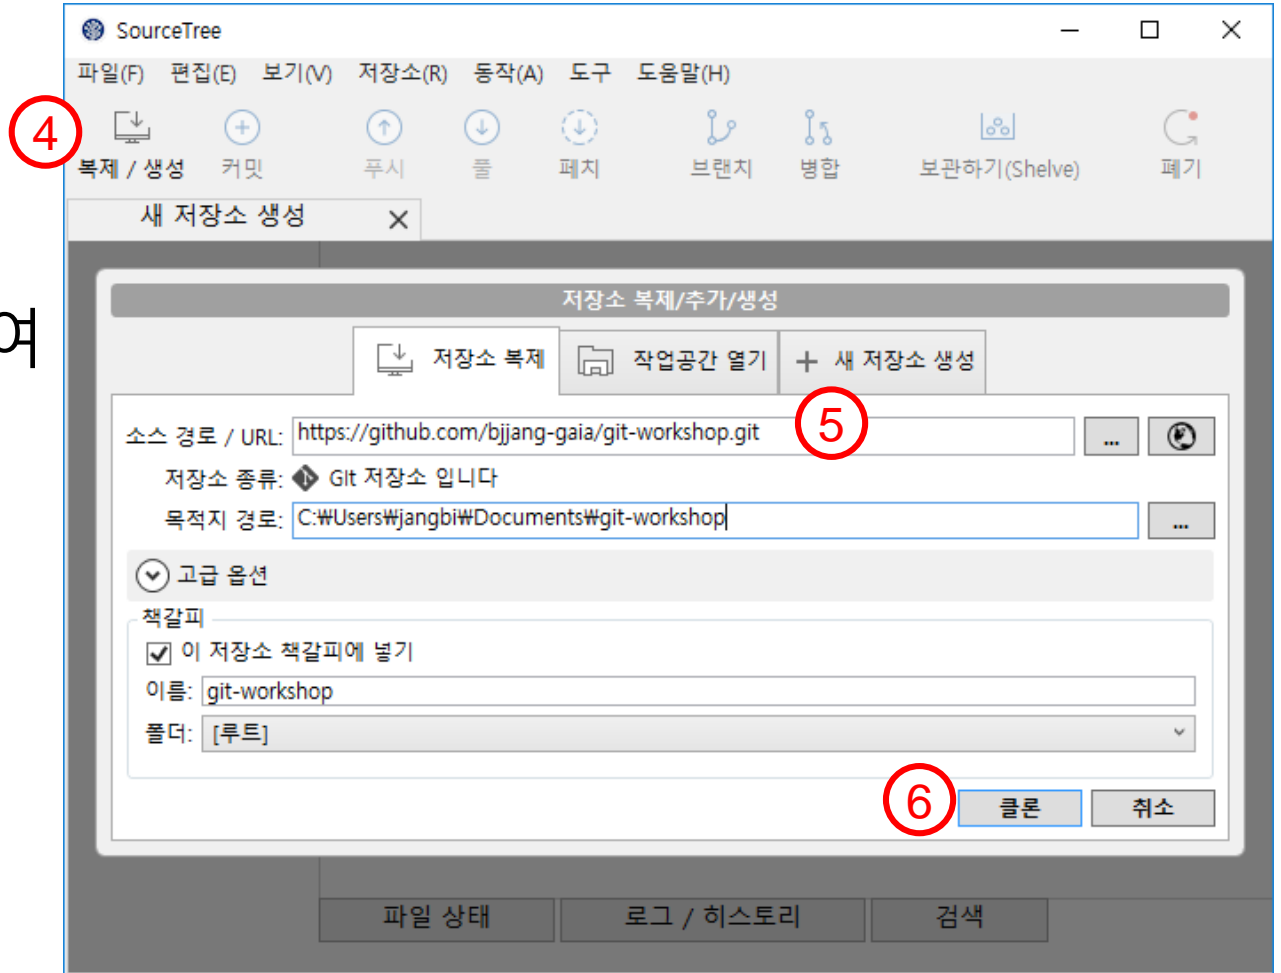 SourceTree
파일(F) 편집(E) 보기(V) 저장소(R) 동작(A) 도구 도움말(H)
4
복제 / 생성 커밋 푸시 풀 페치 브랜치 병합 보관하기(Shelve) 폐기
새 저장소 생성
여
저장소 복제/추가/생성
저장소 복제 작업공간 열기 새 저장소 생성
5
소스 경로 / URL: https://github.com/bjjang-gaia/git-workshop.git ...
저장소 종류: GIt 저장소 입니다
목적지 경로: C:₩Users₩jangbi₩Documents₩git-workshop ...
고급 옵션
책갈피
이 저장소 책갈피에 넣기
이름: git-workshop
폴더: [루트]
6 클론 취소
파일 상태 로그 / 히스토리 검색